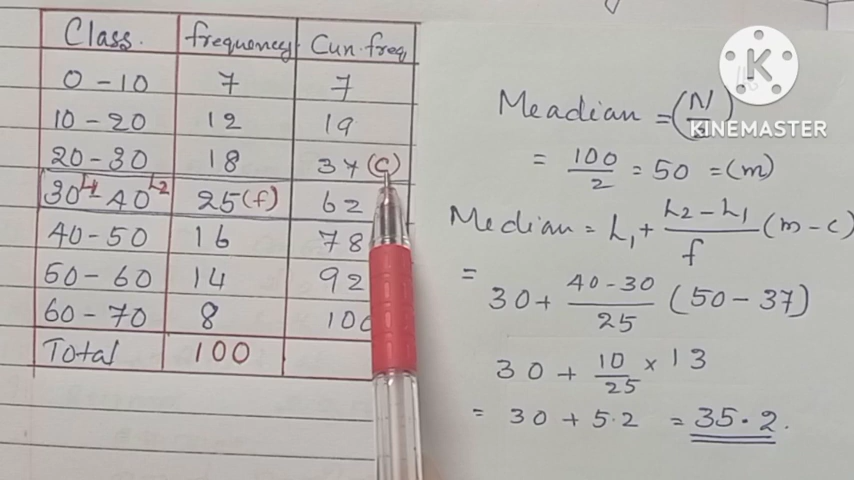 Class. frequency Cun.freq
0-10 7 7
10-20 12 19
20-30 18 37 (C)
30 L1 - 40 L2 25 (f) 62
40-50 16 78
50-60 14 92
60-70 8 100
Total 100
K
KINEMASTER
Meadian = (N/
= 100/2 = 50 = (m)
Median = L1 + L2-L1/f (m-c)
= 30+ 40-30/25 (50-37)
30 + 10/25 × 13
= 30 + 5.2 = 35.2.